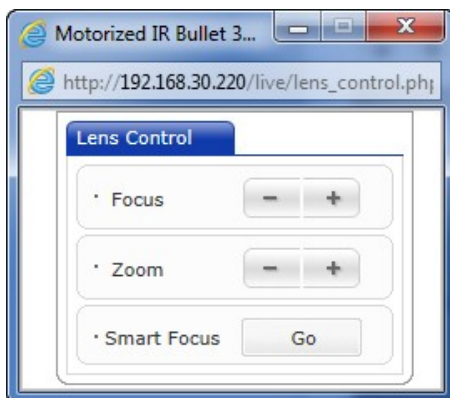 Motorized IR Bullet 3...
http://192.168.30.220/live/lens_control.php
Lens Control
· Focus - +
· Zoom - +
· Smart Focus Go